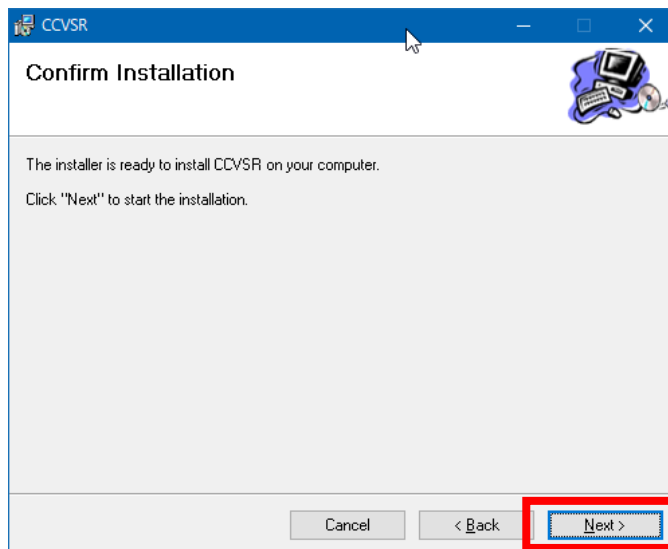 CCVSR
Confirm Installation
The installer is ready to install CCVSR on your computer.
Click "Next" to start the installation.
Cancel
< Back
Next >